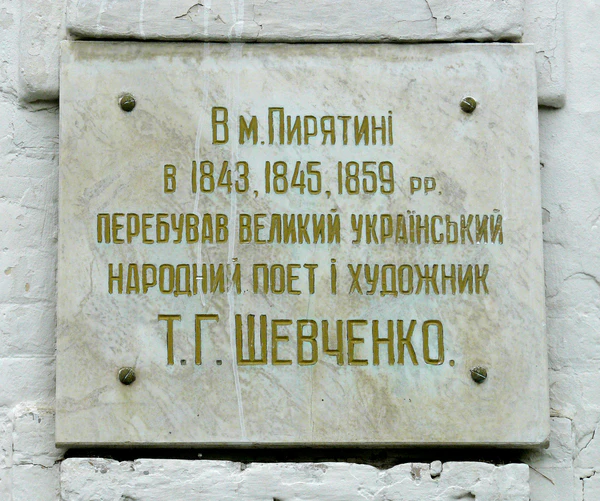 В м. Пирятині
в 1843, 1845, 1859 рр.
перебував великий український
народний поет і художник
Т. Г. Шевченко.